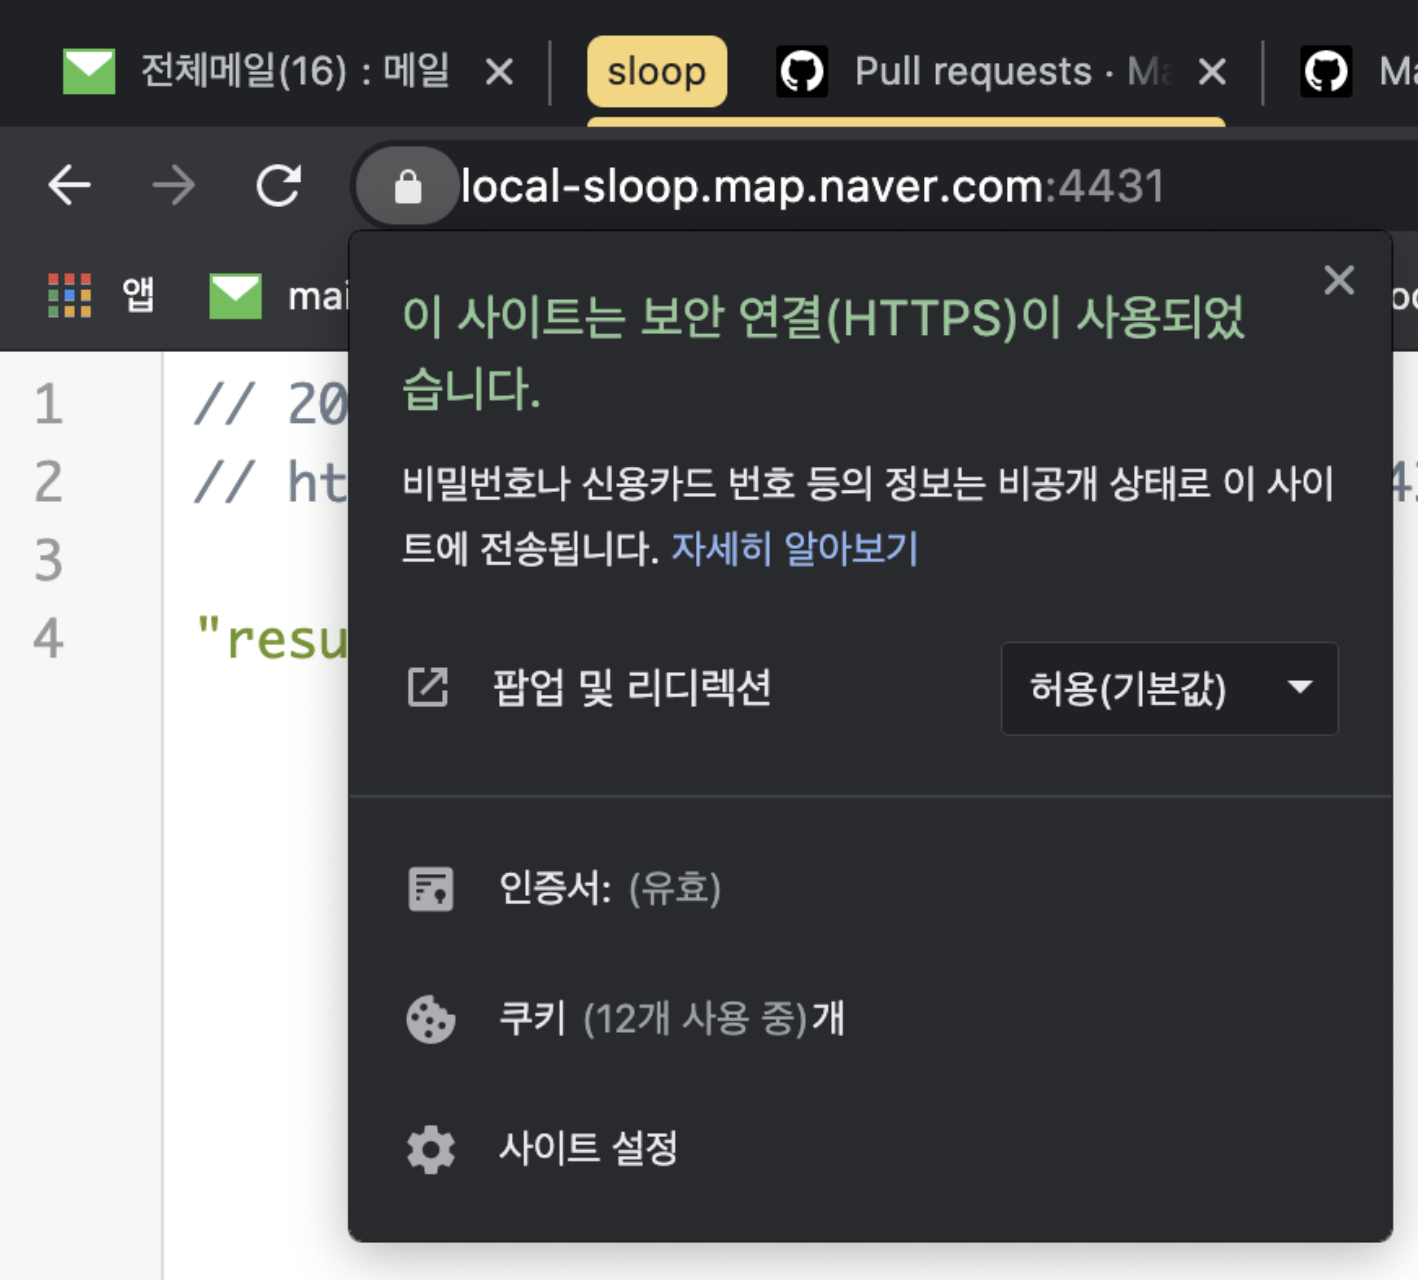 전체메일(16) : 메일
sloop
Pull requests ·
local-sloop.map.naver.com:4431
앱
이 사이트는 보안 연결(HTTPS)이 사용되었
습니다.
비밀번호나 신용카드 번호 등의 정보는 비공개 상태로 이 사이
트에 전송됩니다. 자세히 알아보기
팝업 및 리디렉션
허용(기본값)
인증서: (유효)
쿠키 (12개 사용 중)개
사이트 설정
1 // 20
2 // ht
3
4 "resu